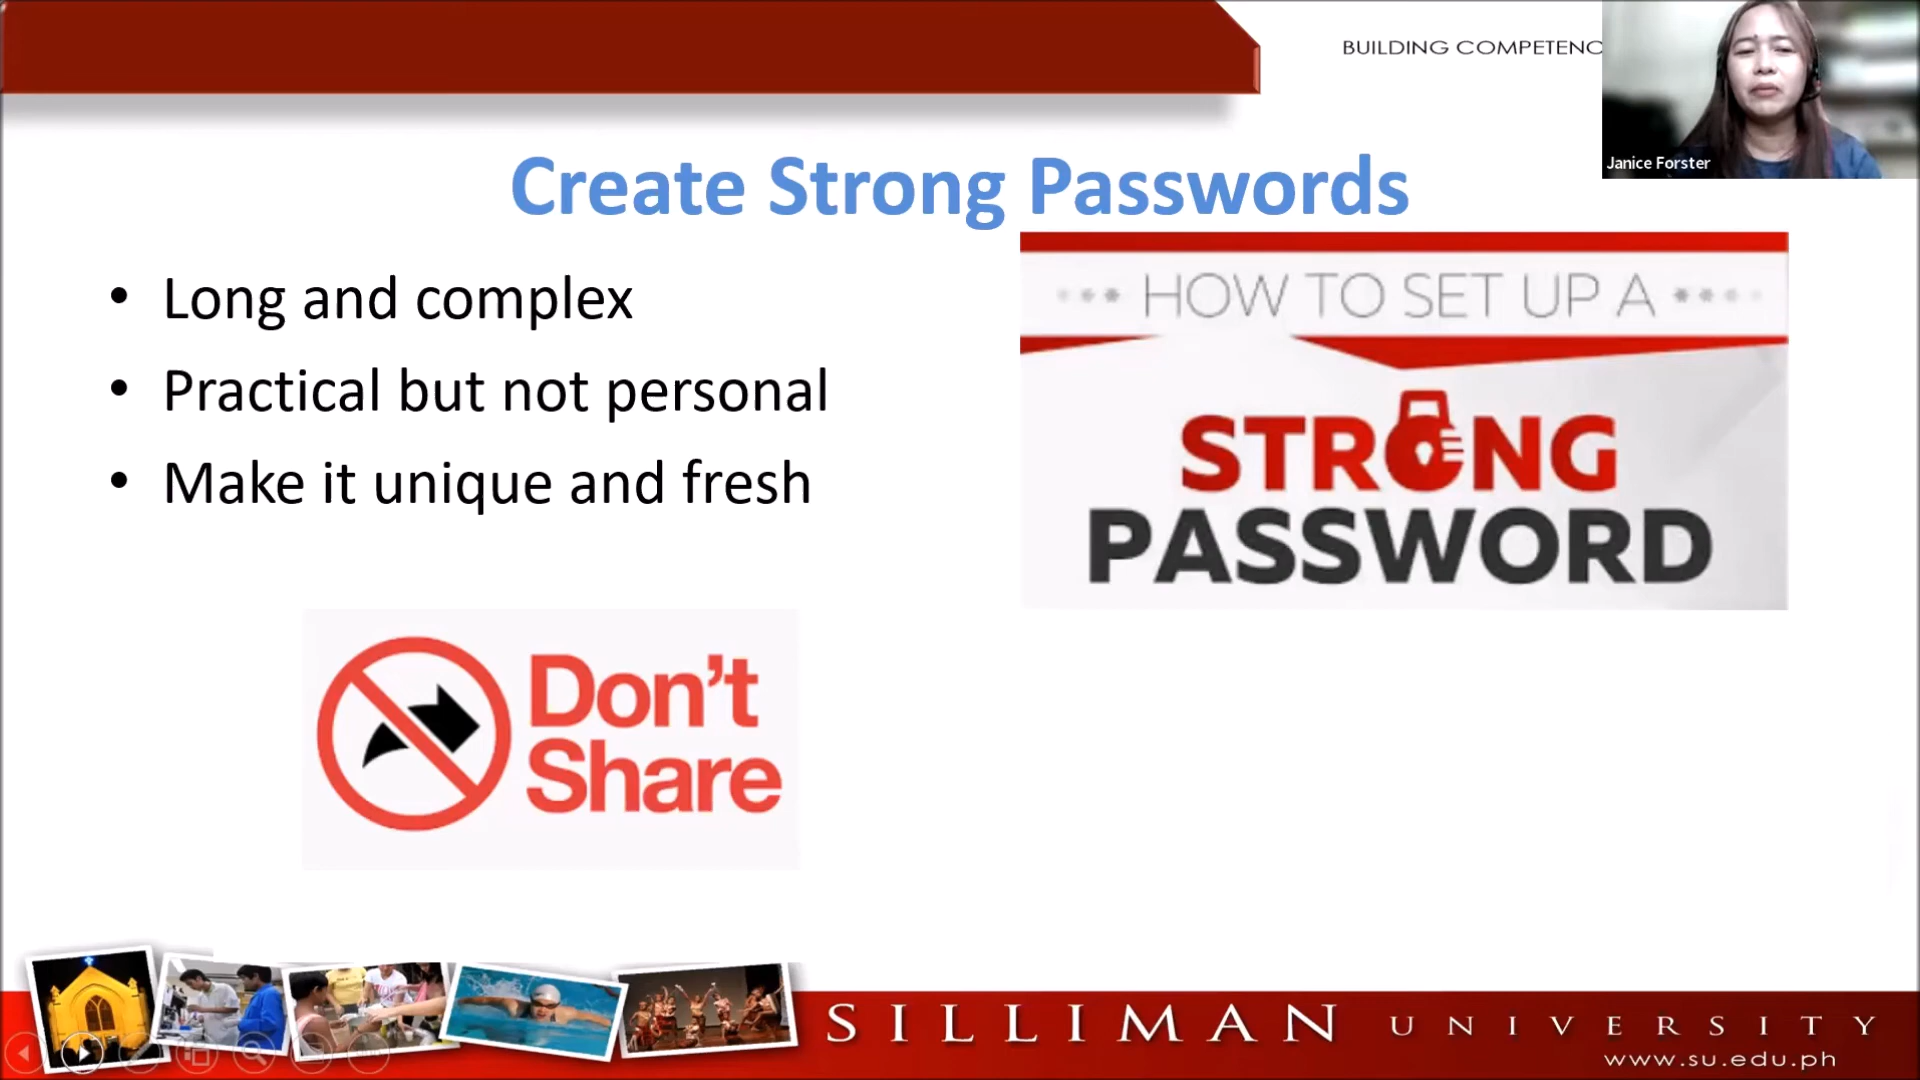 BUILDING COMPETENC
Janice Forster
Create Strong Passwords
• Long and complex
• Practical but not personal
• Make it unique and fresh
HOW TO SET UP A
STRONG
PASSWORD
Don't
Share
SILLIMAN UNIVERSITY
www.su.edu.ph